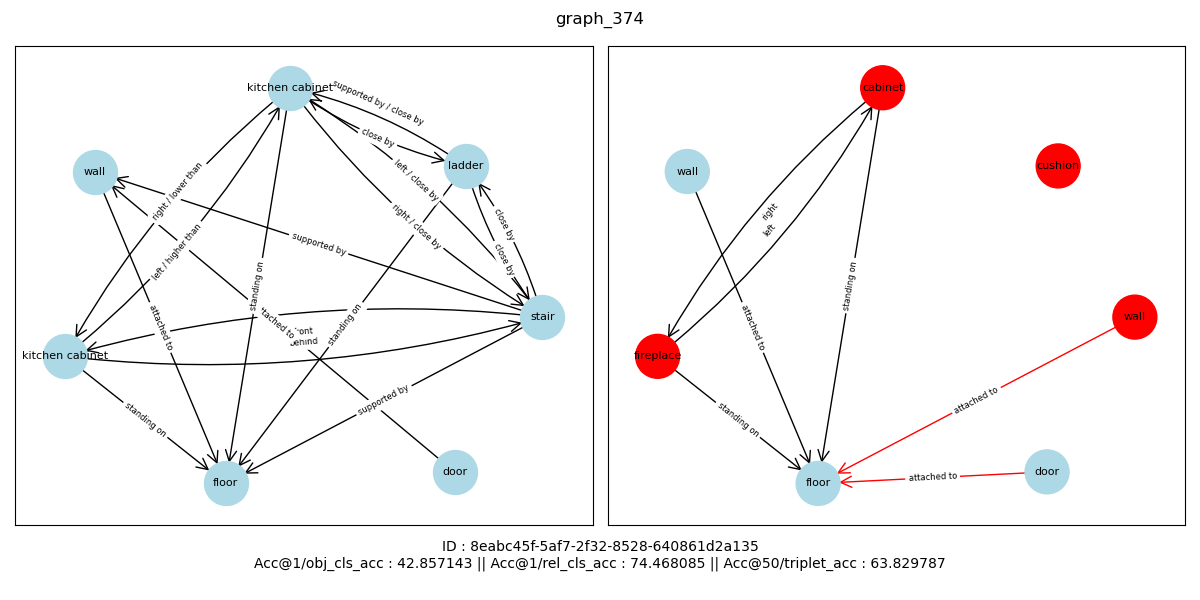 graph_374
kitchen cabinet
supported by / close by
close by
ladder
wall
left / close by
right / lower than
right / close by
close by
left / higher than
supported by
close by
standing on
attached to
stair
standing on
behind
kitchen cabinet
supported by
standing on
floor
door
cabinet
cushion
wall
right
left
standing on
wall
attached to
fireplace
attached to
standing on
floor
attached to
door
ID : 8eabc45f-5af7-2f32-8528-640861d2a135
Acc@1/obj_cls_acc : 42.857143 || Acc@1/rel_cls_acc : 74.468085 || Acc@50/triplet_acc : 63.829787